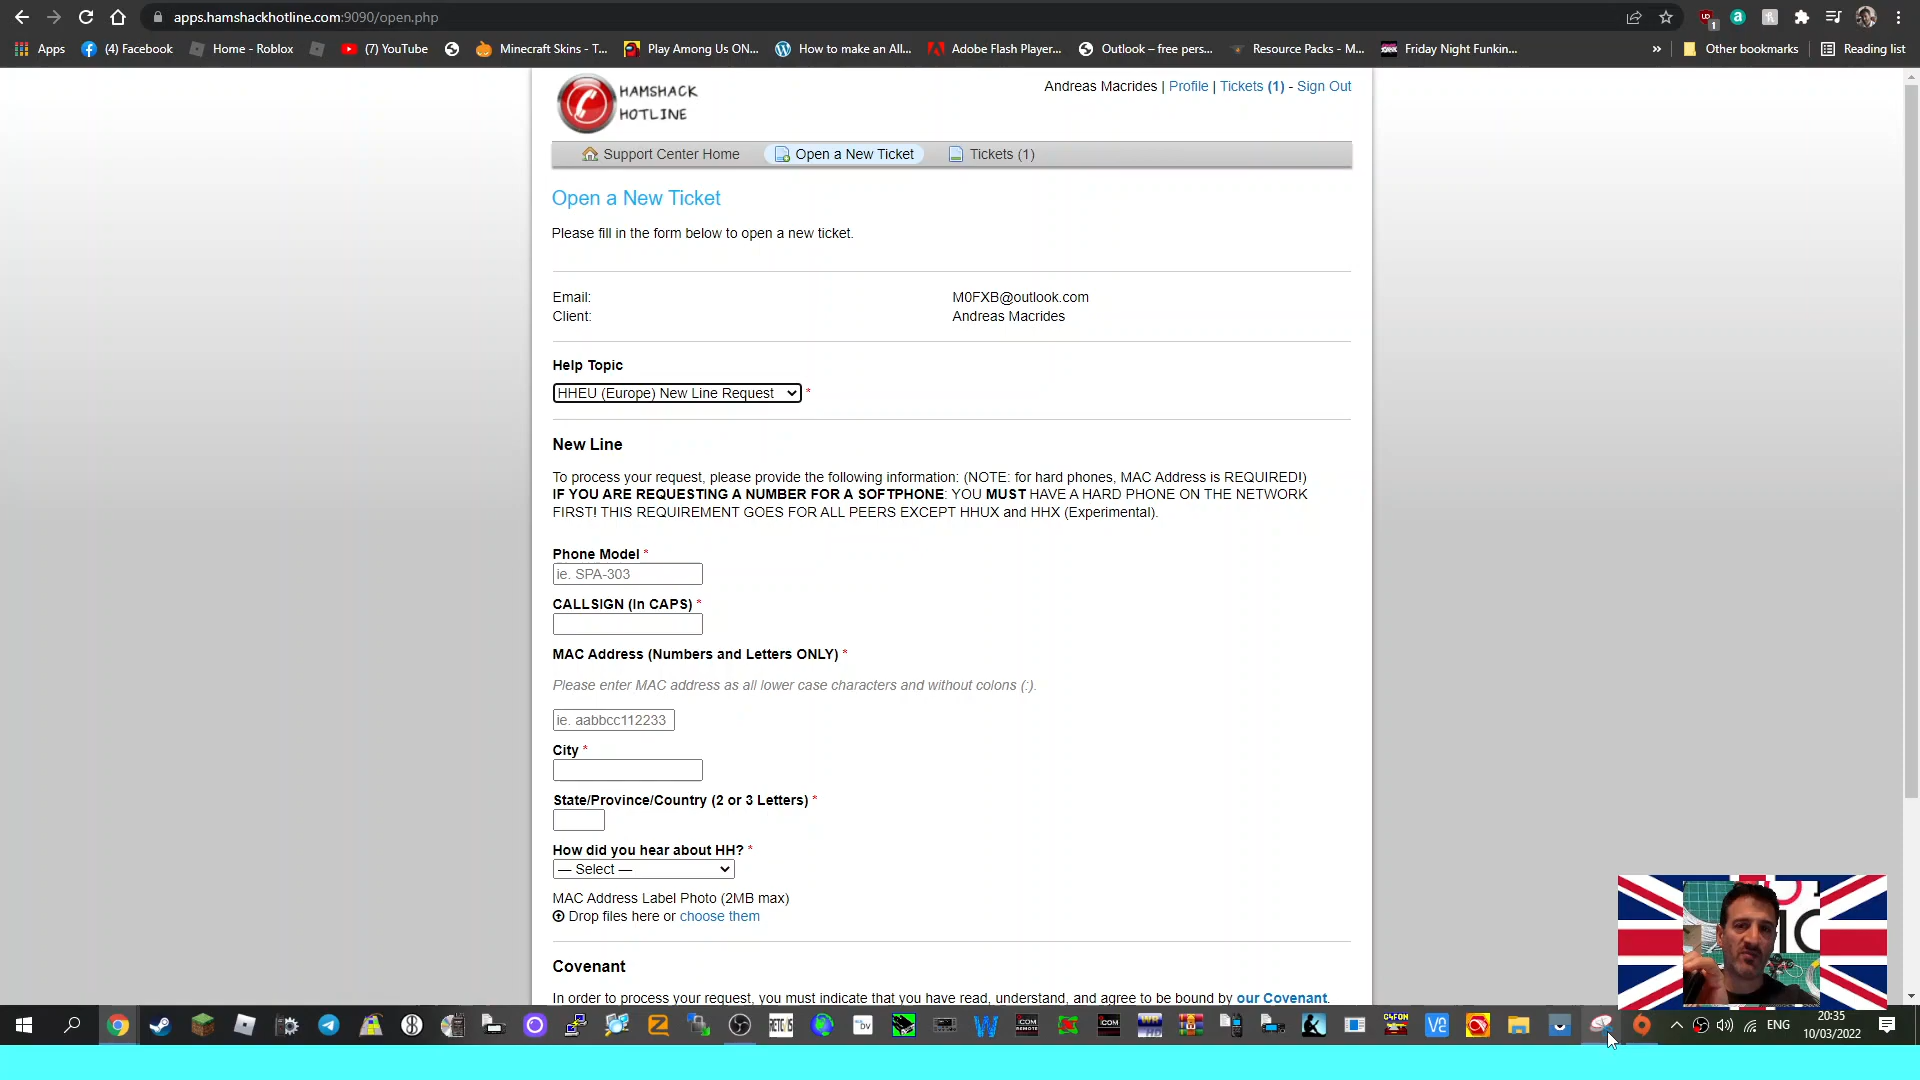 apps.hamshackhotline.com:9090/open.php
Apps (4) Facebook Home - Roblox (7) YouTube Minecraft Skins - T... Play Among Us ON... How to make an All... Adobe Flash Player... Outlook – free pers... Resource Packs - M... Friday Night Funkin... » Other bookmarks Reading list
HAMSHACK
HOTLINE
Andreas Macrides | Profile | Tickets (1) - Sign Out
Support Center Home Open a New Ticket Tickets (1)
Open a New Ticket
Please fill in the form below to open a new ticket.
Email: M0FXB@outlook.com
Client: Andreas Macrides
Help Topic
HHEU (Europe) New Line Request *
New Line
To process your request, please provide the following information: (NOTE: for hard phones, MAC Address is REQUIRED!)
IF YOU ARE REQUESTING A NUMBER FOR A SOFTPHONE: YOU MUST HAVE A HARD PHONE ON THE NETWORK
FIRST! THIS REQUIREMENT GOES FOR ALL PEERS EXCEPT HHUX and HHX (Experimental).
Phone Model *
ie. SPA-303
CALLSIGN (in CAPS) *
MAC Address (Numbers and Letters ONLY) *
Please enter MAC address as all lower case characters and without colons (:).
ie. aabbcc112233
City *
State/Province/Country (2 or 3 Letters) *
How did you hear about HH? *
— Select —
MAC Address Label Photo (2MB max)
Drop files here or choose them
Covenant
In order to process your request, you must indicate that you have read, understand, and agree to be bound by our Covenant.
ENG
20:35
10/03/2022